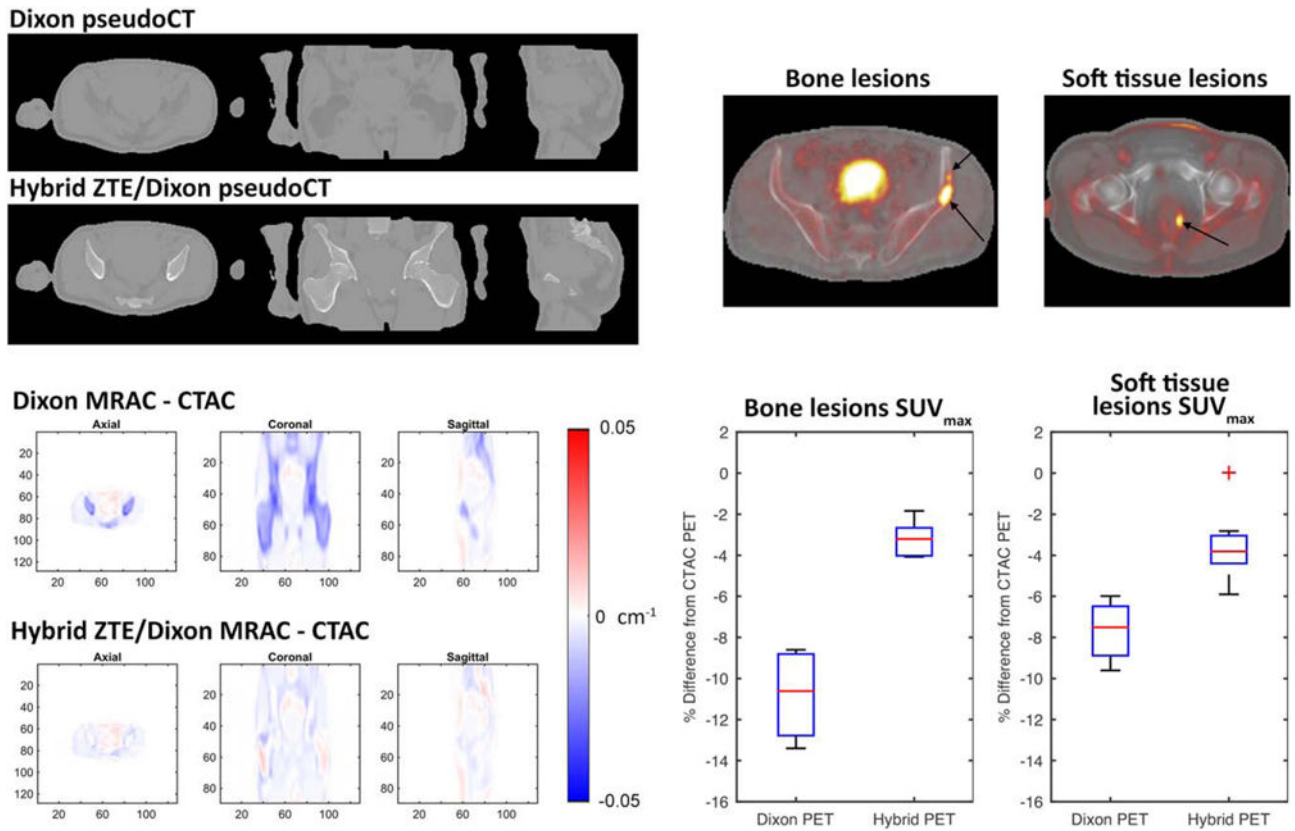 Dixon pseudoCT
Hybrid ZTE/Dixon pseudoCT
Bone lesions
Soft tissue lesions
Dixon MRAC - CTAC
Axial
Coronal
Sagittal
20
40
60
80
100
120
20 60 100
20
40
60
80
20 60 100
20
40
60
80
20 60 100
Hybrid ZTE/Dixon MRAC - CTAC
Axial
Coronal
Sagittal
20
40
60
80
100
120
20 60 100
20
40
60
80
20 60 100
20
40
60
80
20 60 100
0.05
0 cm⁻¹
-0.05
Bone lesions SUVmax
% Difference from CTAC PET
2
0
-2
-4
-6
-8
-10
-12
-14
-16
Dixon PET Hybrid PET
Soft tissue
lesions SUVmax
% Difference from CTAC PET
2
0
-2
-4
-6
-8
-10
-12
-14
-16
Dixon PET Hybrid PET